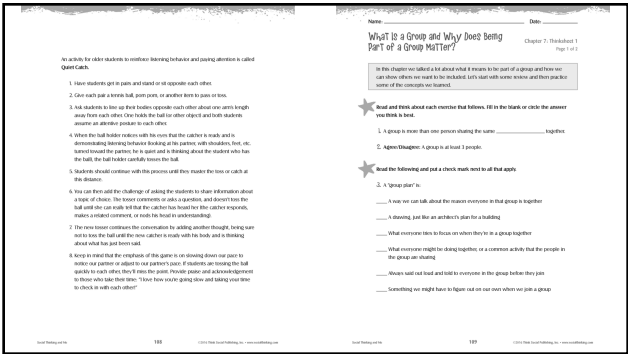 An activity for older students to reinforce listening behavior and paying attention is called
Quiet Catch.
1. Have students get in pairs and stand or sit opposite each other.
2. Give each pair a tennis ball, pom pom, or another item to pass or toss.
3. Ask students to line up their bodies opposite each other about one arm's length
away from each other. One holds the ball (or other object) and both students
assume an attentive posture to each other.
4. When the ball holder notices with his eyes that the catcher is ready and is
demonstrating listening behavior (looking at his partner, with shoulders, feet, etc.
turned toward the partner; he is quiet and is thinking about the student who has
the ball), the ball holder carefully tosses the ball.
5. Students should continue with this process until they master the toss or catch at
this distance.
6. You can then add the challenge of asking the students to share information about
a topic of choice. The tosser comments or asks a question, and doesn't toss the
ball until she can really tell that the catcher has heard her (the catcher responds,
makes a related comment, or nods his head in understanding).
7. The new tosser continues the conversation by adding another thought, being sure
not to toss the ball until the new catcher is ready with his body and is thinking
about what has just been said.
8. Keep in mind that the emphasis of this game is on slowing down our pace to
notice our partner or adjust to our partner's pace. If students are tossing the ball
quickly to each other, they'll miss the point. Provide praise and acknowledgement
to those who take their time: "I love how you're going slow and taking your time
to check in with each other!"
Social Thinking and Me 188 ©2016 Think Social Publishing, Inc. • www.socialthinking.com
Name: Date:
What is a Group and Why Does Being
Part of a Group Matter?
Chapter 7: Thinksheet 1
Page 1 of 2
In this chapter we talked a lot about what it means to be part of a group and how we
can show others we want to be included. Let's start with some review and then practice
some of the concepts we learned.
Read and think about each exercise that follows. Fill in the blank or circle the answer
you think is best.
1. A group is more than one person sharing the same ____________ together.
2. Agree/Disagree: A group is at least 3 people.
Read the following and put a check mark next to all that apply.
3. A "group plan" is:
____ A way we can talk about the reason everyone in that group is together
____ A drawing, just like an architect's plan for a building
____ What everyone tries to focus on when they're in a group together
____ What everyone might be doing together, or a common activity that the people in
the group are sharing
____ Always said out loud and told to everyone in the group before they join
____ Something we might have to figure out on our own when we join a group
Social Thinking and Me 189 ©2016 Think Social Publishing, Inc. • www.socialthinking.com